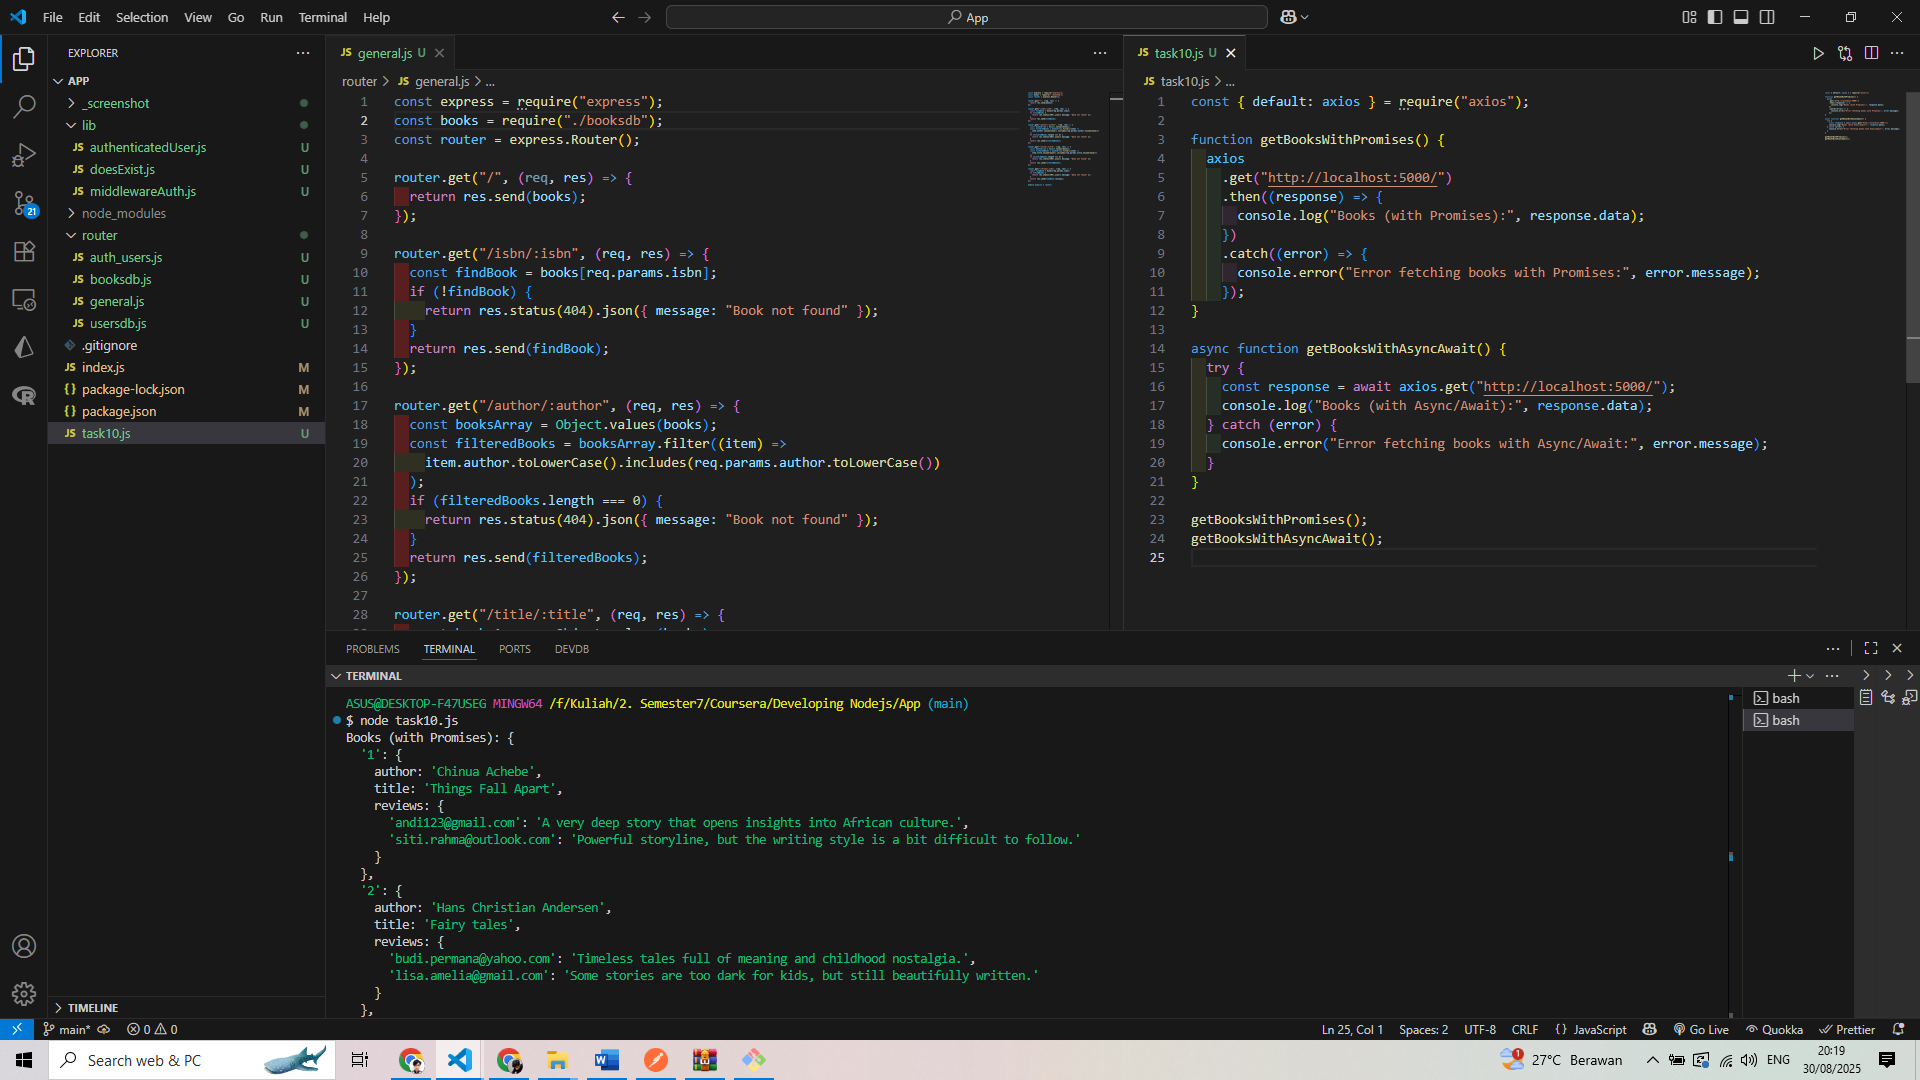 File Edit Selection View Go Run Terminal Help
App
EXPLORER
APP
_screenshot
lib
JS authenticatedUser.js U
JS doesExist.js U
JS middlewareAuth.js U
node_modules
router
JS auth_users.js U
JS booksdb.js U
JS general.js U
JS usersdb.js U
.gitignore
JS index.js M
{} package-lock.json M
{} package.json M
JS task10.js U
TIMELINE
21
JS general.js U
router > JS general.js > ...
1 const express = require("express");
2 const books = require("./booksdb");
3 const router = express.Router();
4
5 router.get("/", (req, res) => {
6 return res.send(books);
7 });
8
9 router.get("/isbn/:isbn", (req, res) => {
10 const findBook = books[req.params.isbn];
11 if (!findBook) {
12 return res.status(404).json({ message: "Book not found" });
13 }
14 return res.send(findBook);
15 });
16
17 router.get("/author/:author", (req, res) => {
18 const booksArray = Object.values(books);
19 const filteredBooks = booksArray.filter((item) =>
20 item.author.toLowerCase().includes(req.params.author.toLowerCase())
21 );
22 if (filteredBooks.length === 0) {
23 return res.status(404).json({ message: "Book not found" });
24 }
25 return res.send(filteredBooks);
26 });
27
28 router.get("/title/:title", (req, res) => {
JS task10.js U
JS task10.js > ...
1 const { default: axios } = require("axios");
2
3 function getBooksWithPromises() {
4 axios
5 .get("http://localhost:5000/")
6 .then((response) => {
7 console.log("Books (with Promises):", response.data);
8 })
9 .catch((error) => {
10 console.error("Error fetching books with Promises:", error.message);
11 });
12 }
13
14 async function getBooksWithAsyncAwait() {
15 try {
16 const response = await axios.get("http://localhost:5000/");
17 console.log("Books (with Async/Await):", response.data);
18 } catch (error) {
19 console.error("Error fetching books with Async/Await:", error.message);
20 }
21 }
22
23 getBooksWithPromises();
24 getBooksWithAsyncAwait();
25
PROBLEMS TERMINAL PORTS DEVDB
TERMINAL
bash
bash
ASUS@DESKTOP-F47USEG MINGW64 /f/Kuliah/2. Semester7/Coursera/Developing Nodejs/App (main)
$ node task10.js
Books (with Promises): {
'1': {
author: 'Chinua Achebe',
title: 'Things Fall Apart',
reviews: {
'andi123@gmail.com': 'A very deep story that opens insights into African culture.',
'siti.rahma@outlook.com': 'Powerful storyline, but the writing style is a bit difficult to follow.'
}
},
'2': {
author: 'Hans Christian Andersen',
title: 'Fairy tales',
reviews: {
'budi.permana@yahoo.com': 'Timeless tales full of meaning and childhood nostalgia.',
'lisa.amelia@gmail.com': 'Some stories are too dark for kids, but still beautifully written.'
}
},
main* 0 0 Ln 25, Col 1 Spaces: 2 UTF-8 CRLF {} JavaScript Go Live Quokka Prettier
Search web & PC
1 27°C Berawan ENG 20:19
30/08/2025